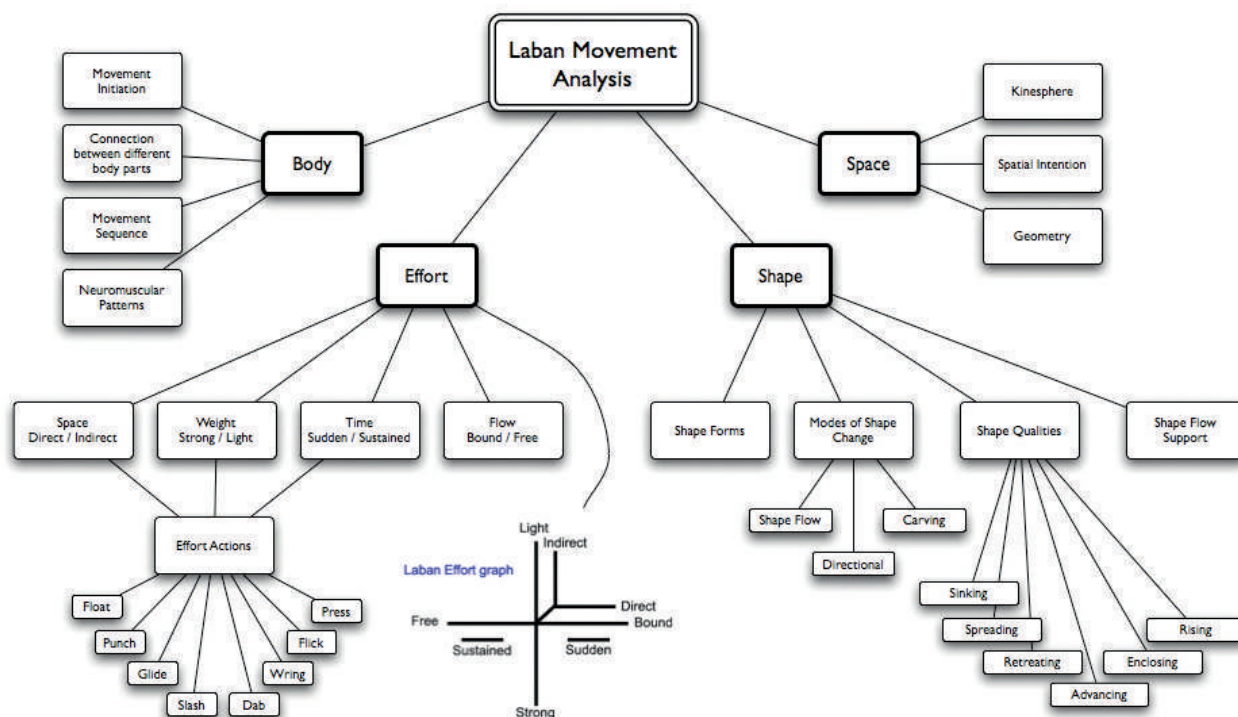 Laban Movement
Analysis
Movement
Initiation
Connection
between different
body parts
Movement
Sequence
Neuromuscular
Patterns
Body
Space
Kinesphere
Spatial Intention
Geometry
Effort
Shape
Space
Direct / Indirect
Weight
Strong / Light
Time
Sudden / Sustained
Flow
Bound / Free
Shape Forms
Modes of Shape
Change
Shape Qualities
Shape Flow
Support
Effort Actions
Float
Punch
Glide
Slash
Dab
Wring
Flick
Press
Laban Effort graph
Light
Indirect
Direct
Free
Bound
Sustained
Sudden
Strong
Shape Flow
Directional
Carving
Sinking
Spreading
Retreating
Advancing
Enclosing
Rising